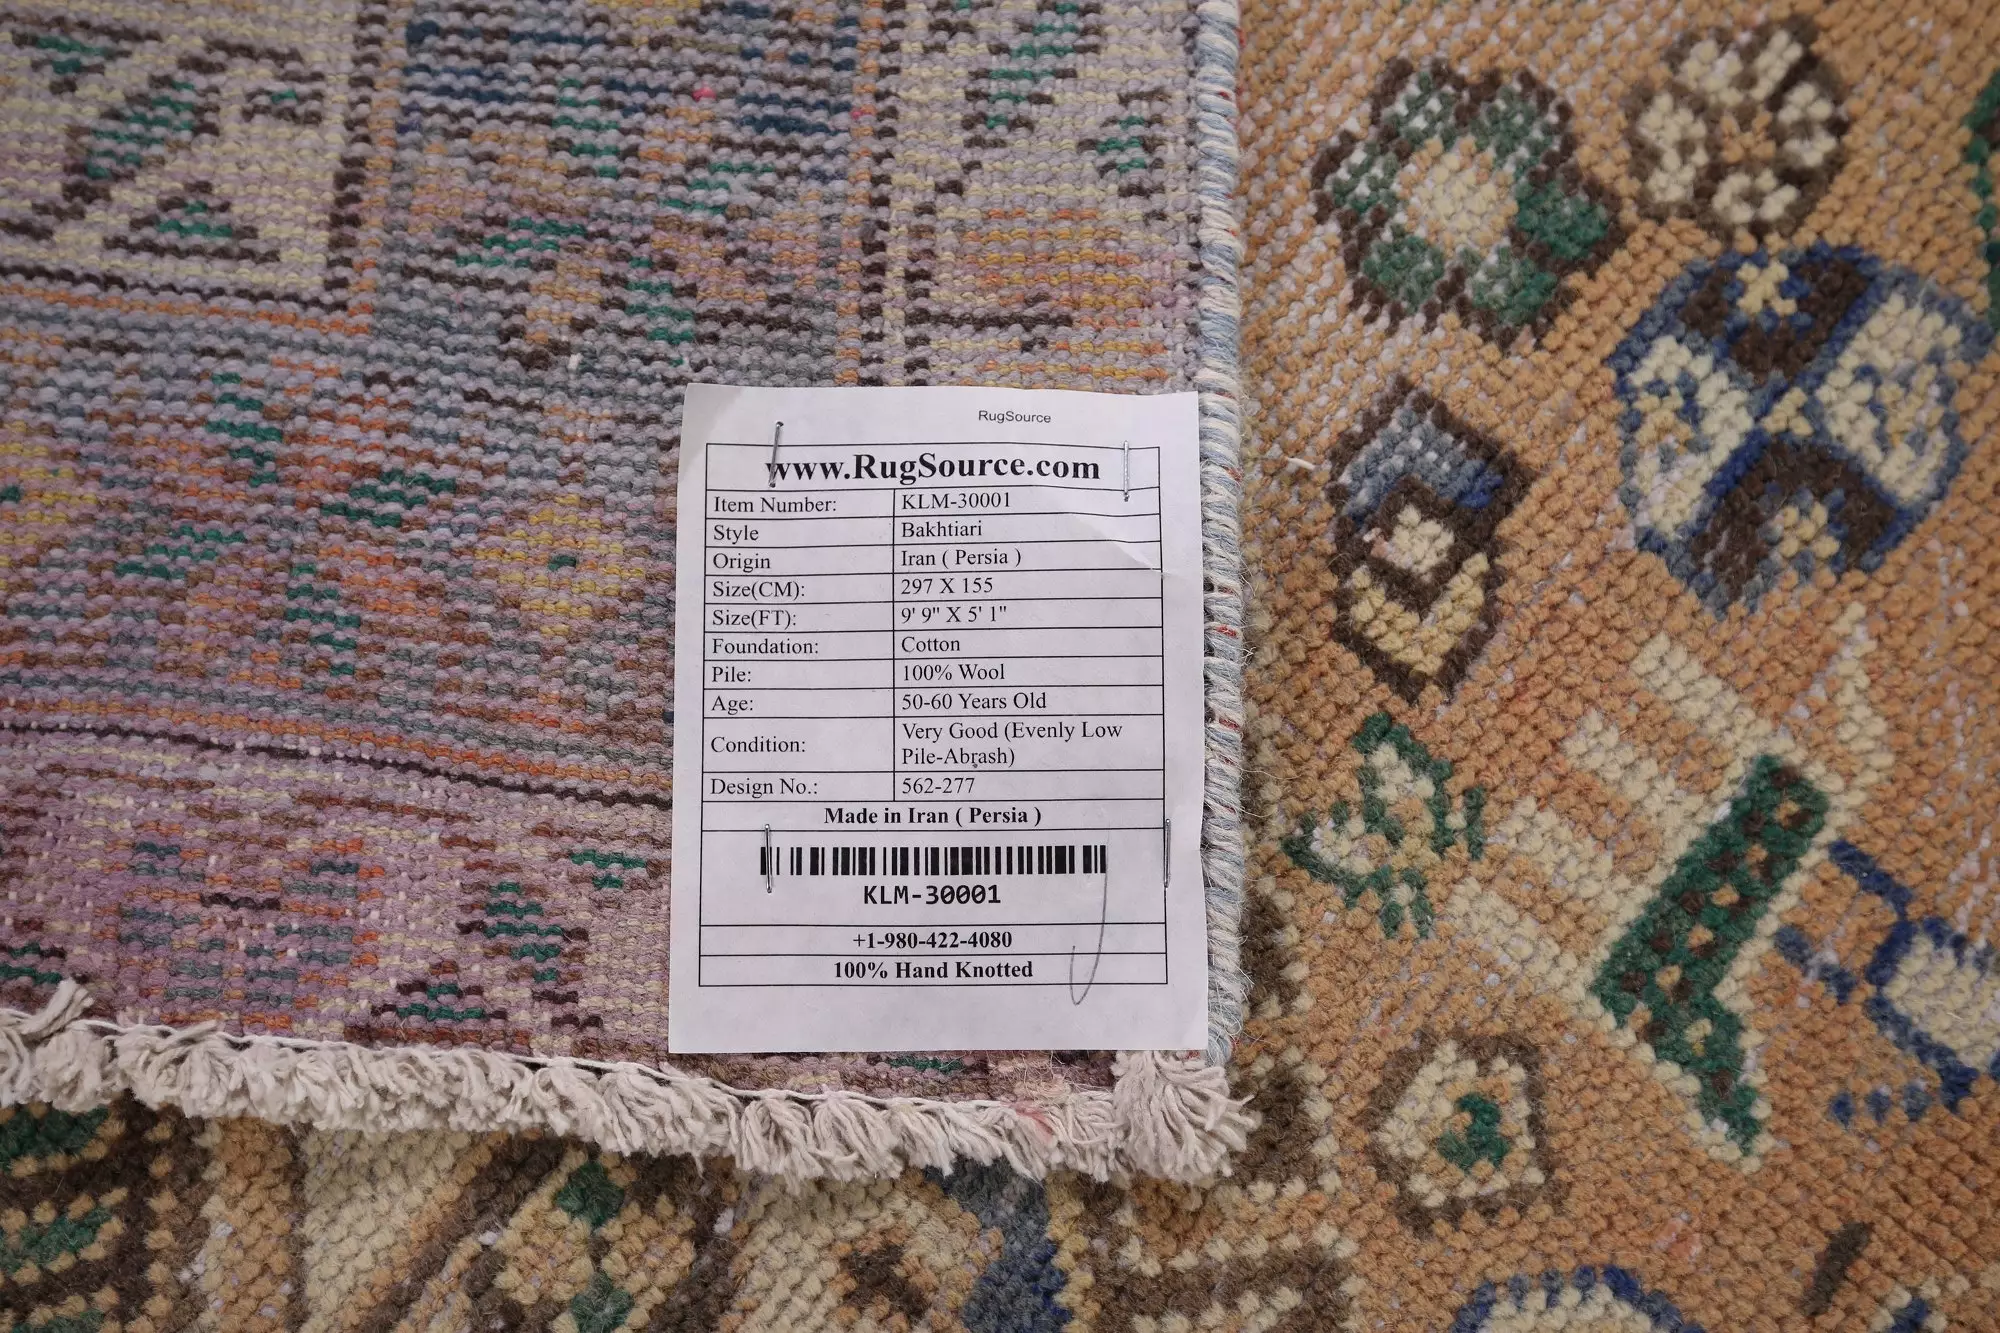 RugSource
www.RugSource.com
Item Number: KLM-30001
Style Bakhtiari
Origin Iran ( Persia )
Size(CM): 297 X 155
Size(FT): 9' 9" X 5' 1"
Foundation: Cotton
Pile: 100% Wool
Age: 50-60 Years Old
Condition: Very Good (Evenly Low
Pile-Abrash)
Design No.: 562-277
Made in Iran ( Persia )
KLM-30001
+1-980-422-4080
100% Hand Knotted